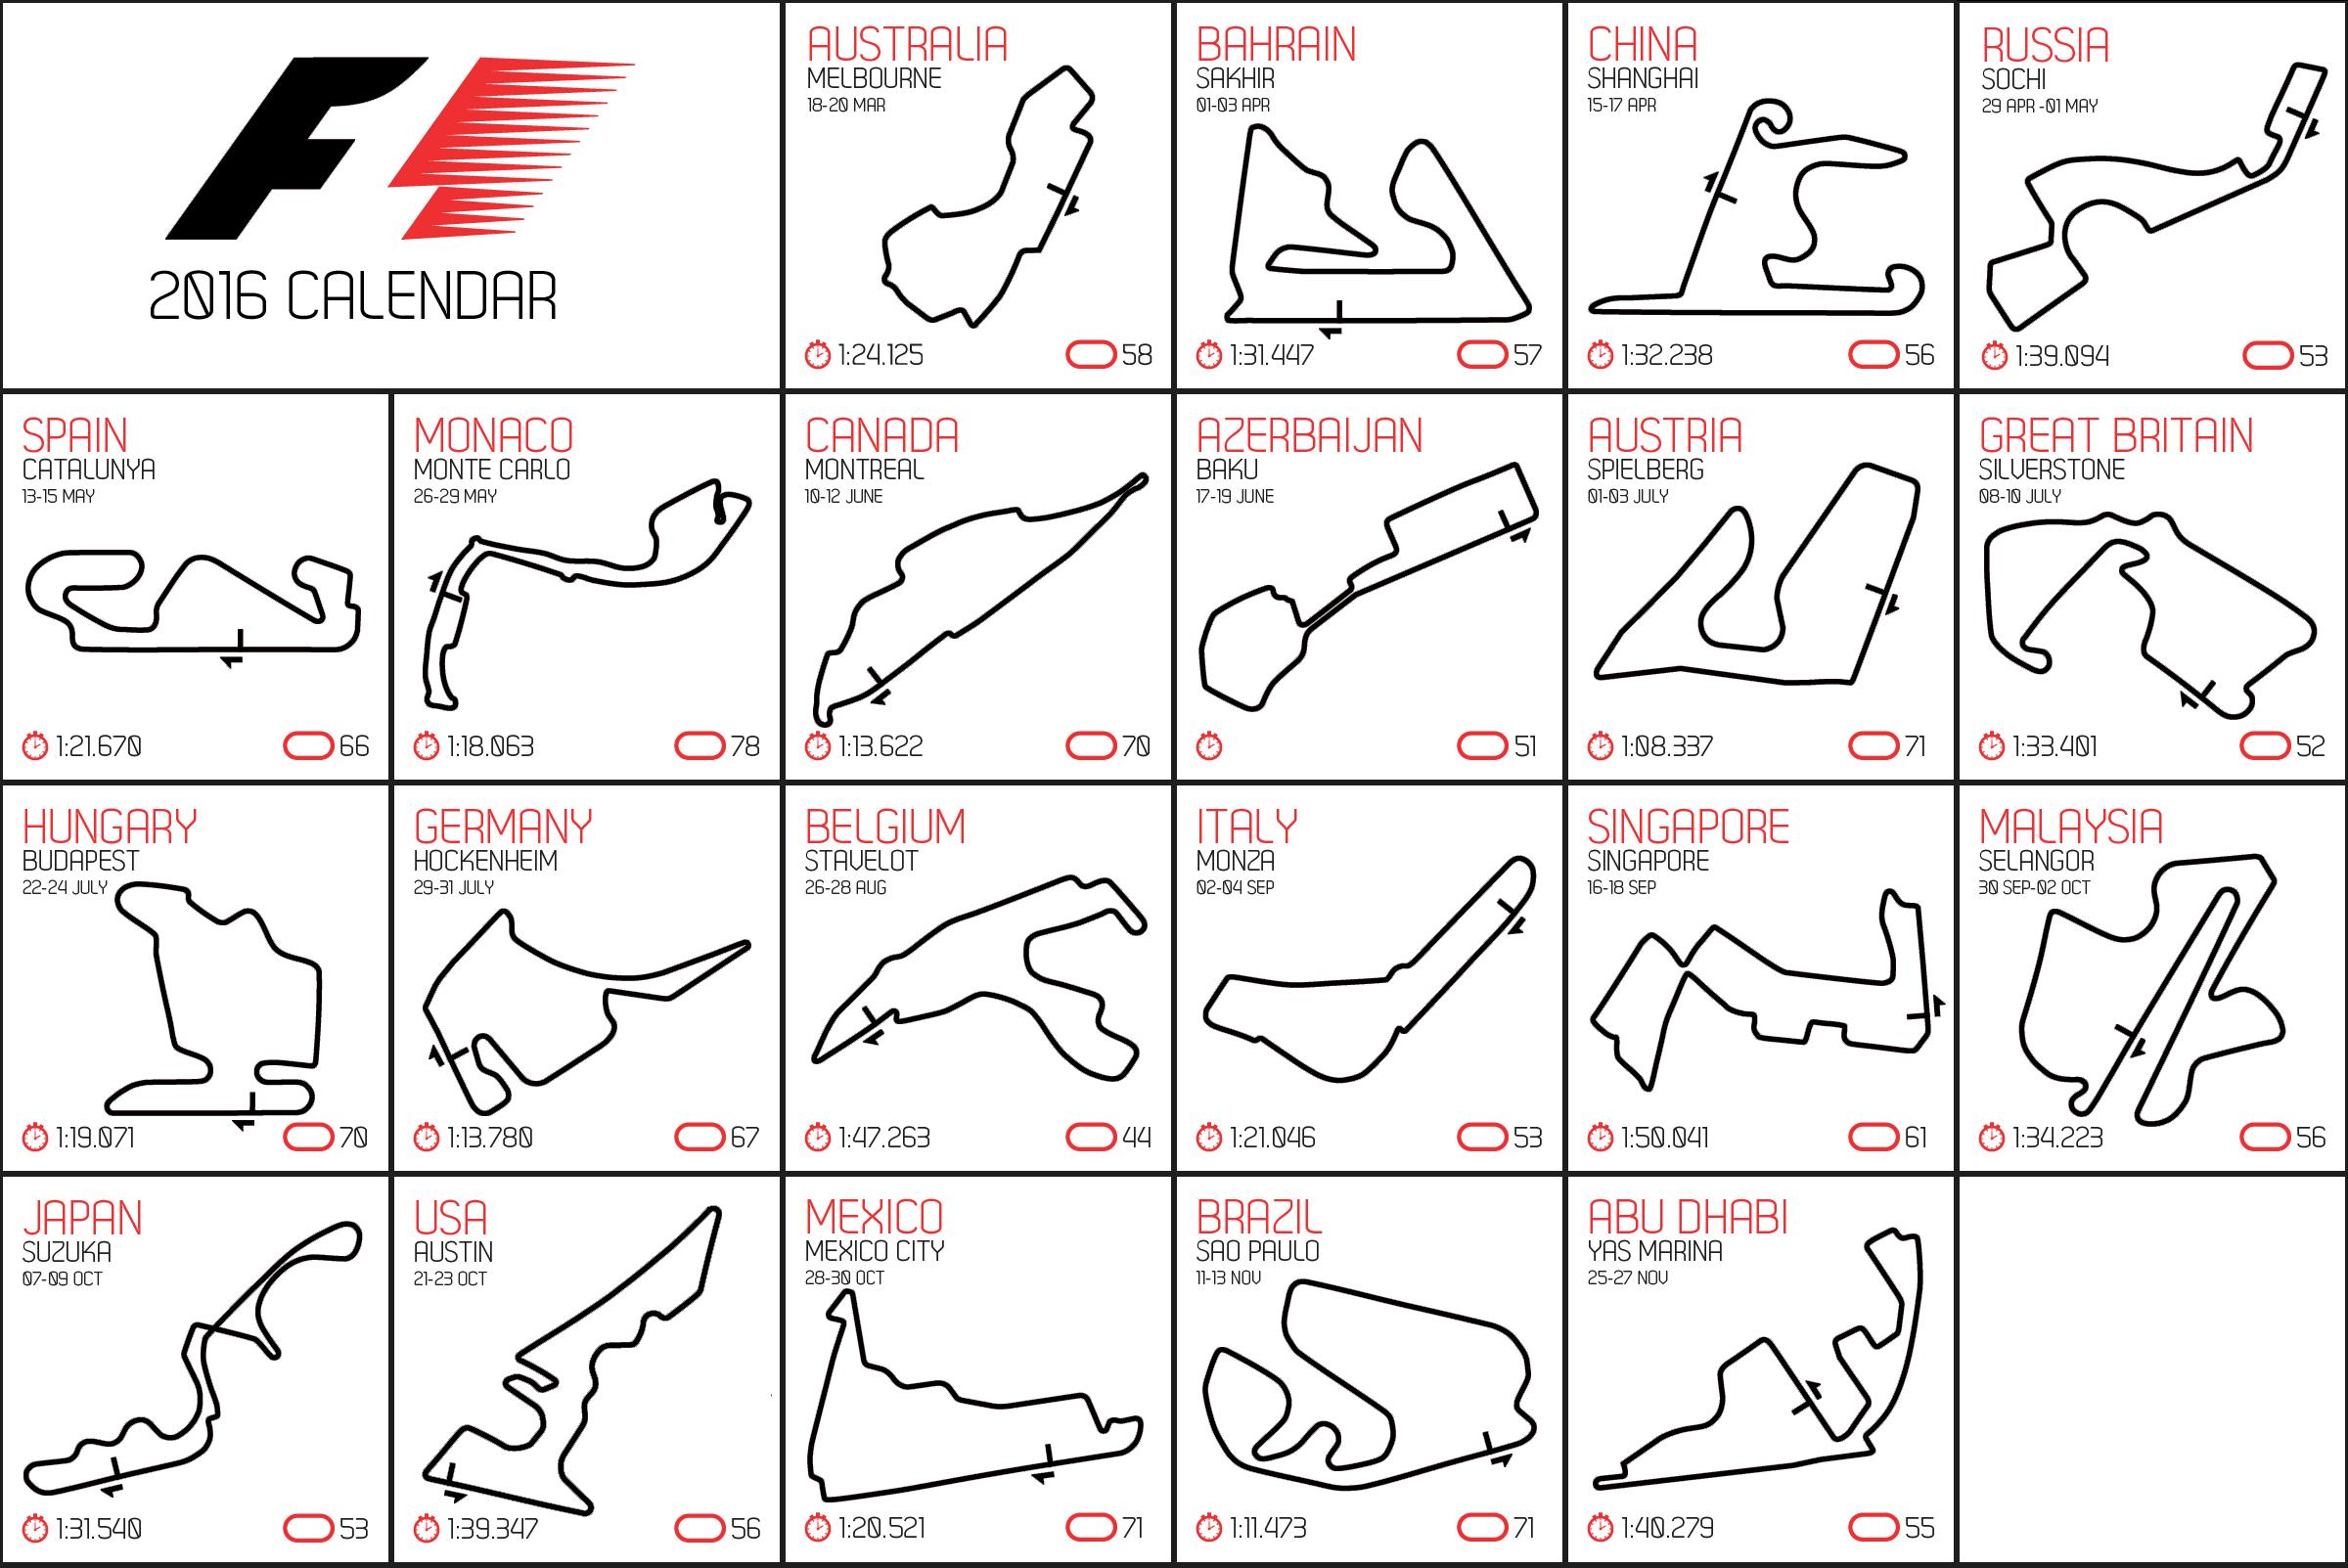 F1
2016 CALENDAR
AUSTRALIA
MELBOURNE
18-20 MAR
1:24.125
58
BAHRAIN
SAKHIR
01-03 APR
1:31.447
57
CHINA
SHANGHAI
15-17 APR
1:32.238
56
RUSSIA
SOCHI
29 APR -01 MAY
1:39.094
53
SPAIN
CATALUNYA
13-15 MAY
1:21.670
66
MONACO
MONTE CARLO
26-29 MAY
1:18.063
78
CANADA
MONTREAL
10-12 JUNE
1:13.622
70
AZERBAIJAN
BAKU
17-19 JUNE
51
AUSTRIA
SPIELBERG
01-03 JULY
1:08.337
71
GREAT BRITAIN
SILVERSTONE
08-10 JULY
1:33.401
52
HUNGARY
BUDAPEST
22-24 JULY
1:19.071
70
GERMANY
HOCKENHEIM
29-31 JULY
1:13.780
67
BELGIUM
STAVELOT
26-28 AUG
1:47.263
44
ITALY
MONZA
02-04 SEP
1:21.046
53
SINGAPORE
SINGAPORE
16-18 SEP
1:50.041
61
MALAYSIA
SELANGOR
30 SEP-02 OCT
1:34.223
56
JAPAN
SUZUKA
07-09 OCT
1:31.540
53
USA
AUSTIN
21-23 OCT
1:39.347
56
MEXICO
MEXICO CITY
28-30 OCT
1:20.521
71
BRAZIL
SAO PAULO
11-13 NOV
1:11.473
71
ABU DHABI
YAS MARINA
25-27 NOV
1:40.279
55